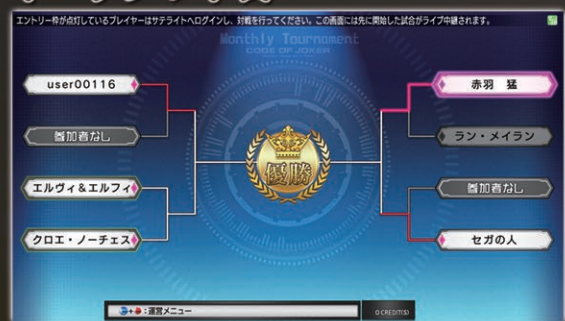 エントリー枠が点灯しているプレイヤーはサテライトへログインし、対戦を行ってください。この画面には先に開始した試合がライブ中継されます。
Monthly Tournament
CODE OF JOKER
user00116
参加者なし
エルヴィ&エルフィ
クロエ・ノーチェス
優勝
赤羽 猛
ラン・メイラン
参加者なし
セガの人
+ :運営メニュー
0 CREDIT(S)